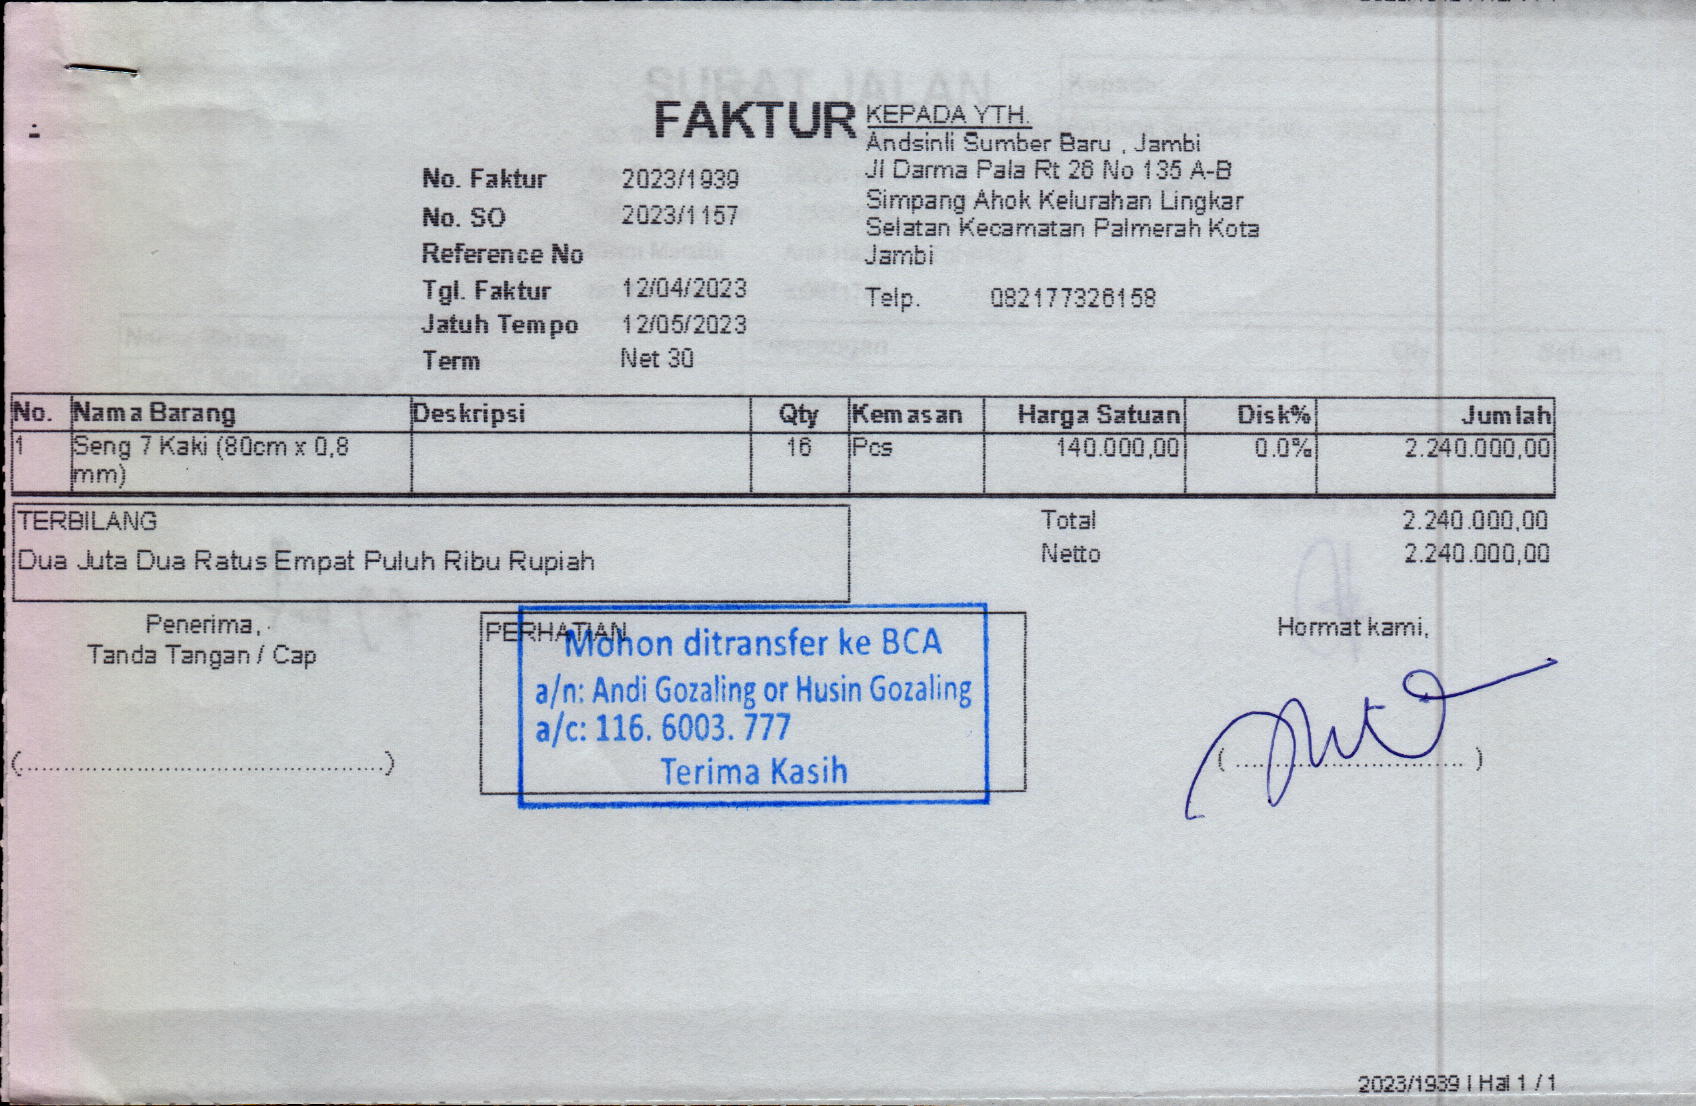 FAKTUR
KEPADA YTH.
Andsinli Sumber Baru , Jambi
Jl Darma Pala Rt 26 No 135 A-B
Simpang Ahok Kelurahan Lingkar
Selatan Kecamatan Palmerah Kota
Jambi
Telp. 082177326158
No. Faktur 2023/1939
No. SO 2023/1157
Reference No
Tgl. Faktur 12/04/2023
Jatuh Tempo 12/05/2023
Term Net 30
No. Nama Barang Deskripsi Qty Kemasan Harga Satuan Disk% Jumlah
1 Seng 7 Kaki (80cm x 0,8 16 Pcs 140.000,00 0.0% 2.240.000,00
mm)
TERBILANG
Dua Juta Dua Ratus Empat Puluh Ribu Rupiah
Total 2.240.000,00
Netto 2.240.000,00
Penerima,
Tanda Tangan / Cap
(................................................)
PERHATIAN
Mohon ditransfer ke BCA
a/n: Andi Gozaling or Husin Gozaling
a/c: 116. 6003. 777
Terima Kasih
Hormat kami,
( .............................. )
2023/1939 | Hal 1 / 1